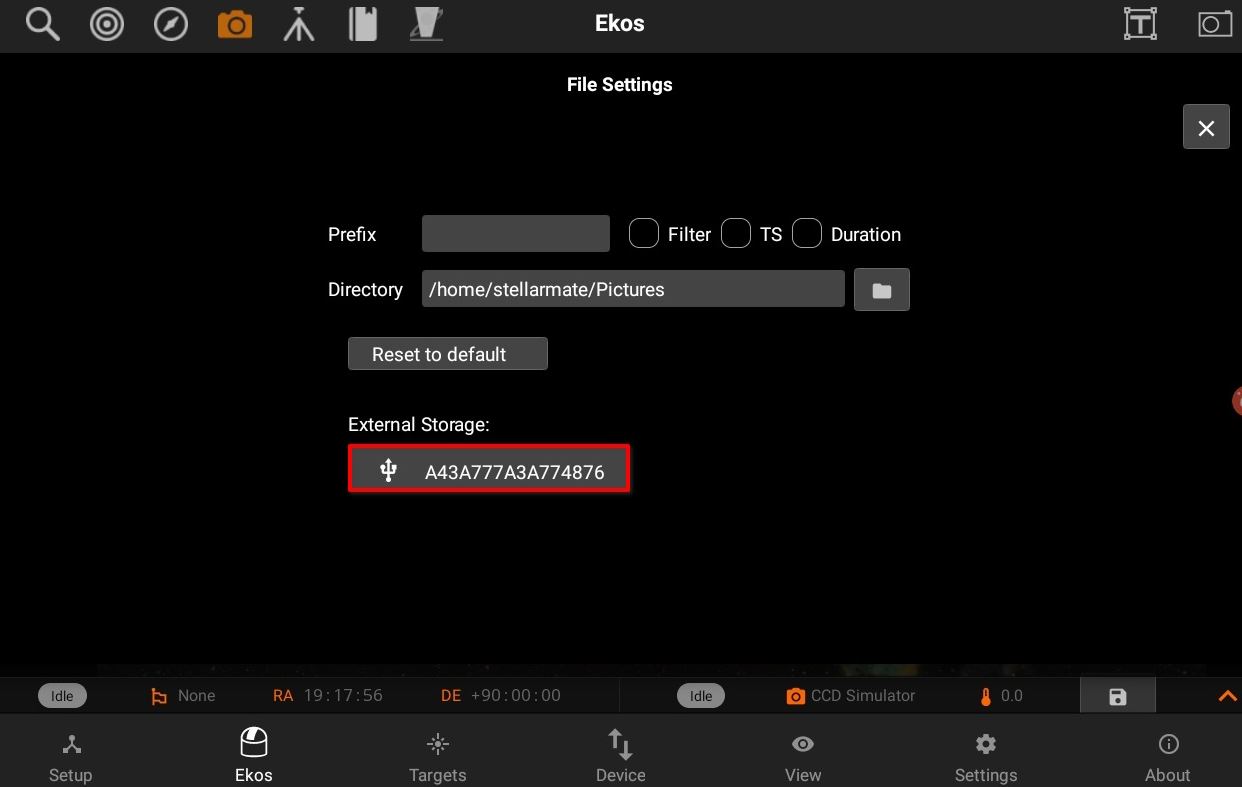 Ekos
File Settings
Prefix
Filter
TS
Duration
Directory
/home/stellarmate/Pictures
Reset to default
External Storage:
A43A777A3A774876
Idle
None
RA 19:17:56
DE +90:00:00
Idle
CCD Simulator
0.0
Setup
Ekos
Targets
Device
View
Settings
About